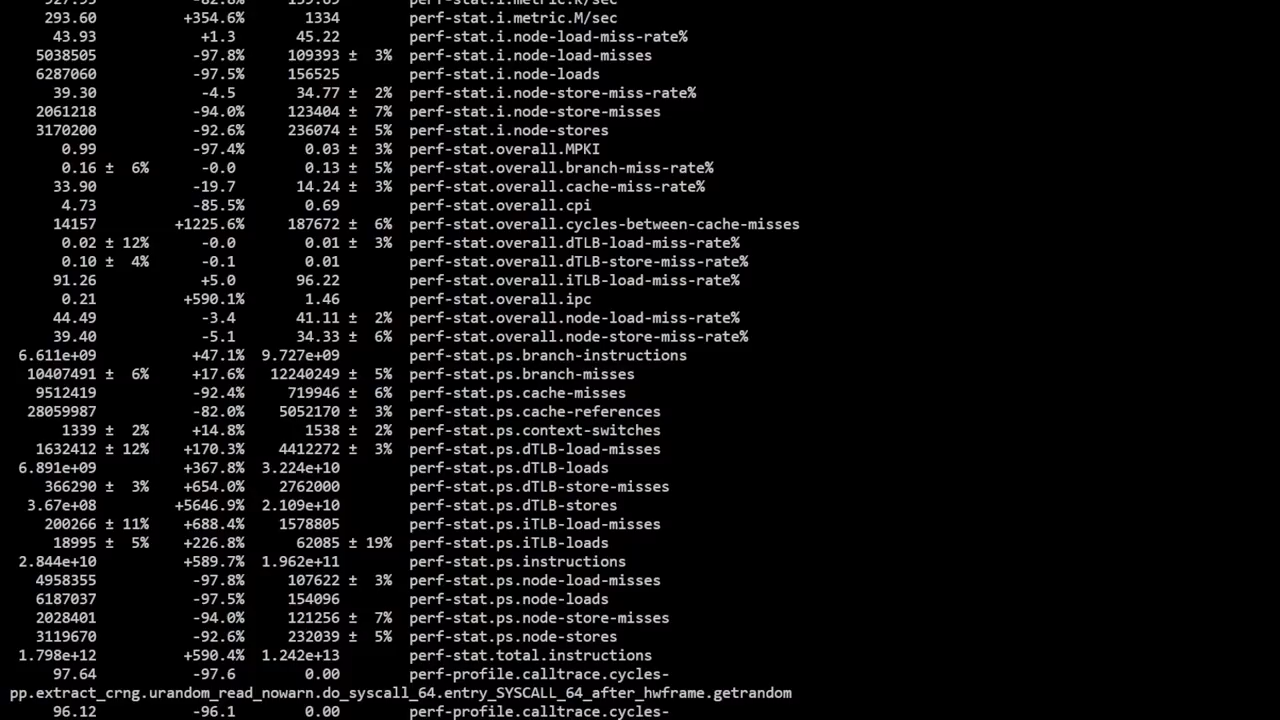 927.93 -82.8% 159.69 perf-stat.i.metric.K/sec
293.60 +354.6% 1334 perf-stat.i.metric.M/sec
43.93 +1.3 45.22 perf-stat.i.node-load-miss-rate%
5038505 -97.8% 109393 ± 3% perf-stat.i.node-load-misses
6287060 -97.5% 156525 perf-stat.i.node-loads
39.30 -4.5 34.77 ± 2% perf-stat.i.node-store-miss-rate%
2061218 -94.0% 123404 ± 7% perf-stat.i.node-store-misses
3170200 -92.6% 236074 ± 5% perf-stat.i.node-stores
0.99 -97.4% 0.03 ± 3% perf-stat.overall.MPKI
0.16 ± 6% -0.0 0.13 ± 5% perf-stat.overall.branch-miss-rate%
33.90 -19.7 14.24 ± 3% perf-stat.overall.cache-miss-rate%
4.73 -85.5% 0.69 perf-stat.overall.cpi
14157 +1225.6% 187672 ± 6% perf-stat.overall.cycles-between-cache-misses
0.02 ± 12% -0.0 0.01 ± 3% perf-stat.overall.dTLB-load-miss-rate%
0.10 ± 4% -0.1 0.01 perf-stat.overall.dTLB-store-miss-rate%
91.26 +5.0 96.22 perf-stat.overall.iTLB-load-miss-rate%
0.21 +590.1% 1.46 perf-stat.overall.ipc
44.49 -3.4 41.11 ± 2% perf-stat.overall.node-load-miss-rate%
39.40 -5.1 34.33 ± 6% perf-stat.overall.node-store-miss-rate%
6.611e+09 +47.1% 9.727e+09 perf-stat.ps.branch-instructions
10407491 ± 6% +17.6% 12240249 ± 5% perf-stat.ps.branch-misses
9512419 -92.4% 719946 ± 6% perf-stat.ps.cache-misses
28059987 -82.0% 5052170 ± 3% perf-stat.ps.cache-references
1339 ± 2% +14.8% 1538 ± 2% perf-stat.ps.context-switches
1632412 ± 12% +170.3% 4412272 ± 3% perf-stat.ps.dTLB-load-misses
6.891e+09 +367.8% 3.224e+10 perf-stat.ps.dTLB-loads
366290 ± 3% +654.0% 2762000 perf-stat.ps.dTLB-store-misses
3.67e+08 +5646.9% 2.109e+10 perf-stat.ps.dTLB-stores
200266 ± 11% +688.4% 1578805 perf-stat.ps.iTLB-load-misses
18995 ± 5% +226.8% 62085 ± 19% perf-stat.ps.iTLB-loads
2.844e+10 +589.7% 1.962e+11 perf-stat.ps.instructions
4958355 -97.8% 107622 ± 3% perf-stat.ps.node-load-misses
6187037 -97.5% 154096 perf-stat.ps.node-loads
2028401 -94.0% 121256 ± 7% perf-stat.ps.node-store-misses
3119670 -92.6% 232039 ± 5% perf-stat.ps.node-stores
1.798e+12 +590.4% 1.242e+13 perf-stat.total.instructions
97.64 -97.6 0.00 perf-profile.calltrace.cycles-
pp.extract_crng.urandom_read_nowarn.do_syscall_64.entry_SYSCALL_64_after_hwframe.getrandom
96.12 -96.1 0.00 perf-profile.calltrace.cycles-